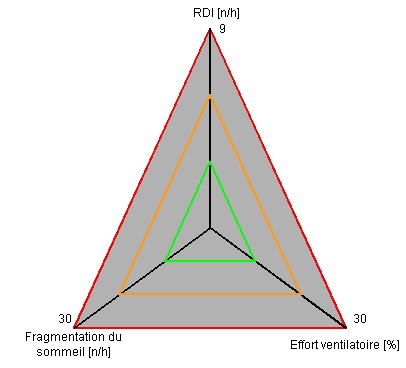 RDI [n/h]
9
30
30
Fragmentation du
sommeil [n/h]
Effort ventilatoire [%]